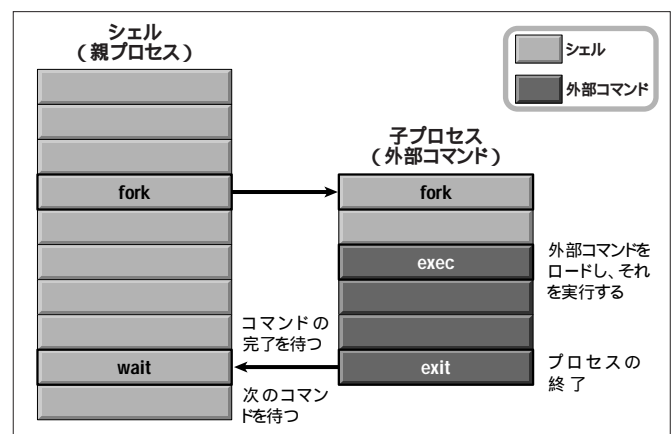 シェル
(親プロセス)
シェル
外部コマンド
子プロセス
(外部コマンド)
fork
fork
exec
外部コマンドを
ロードし、それ
を実行する
コマンドの
完了を待つ
wait
exit
プロセスの
終了
次のコマン
ドを待つ